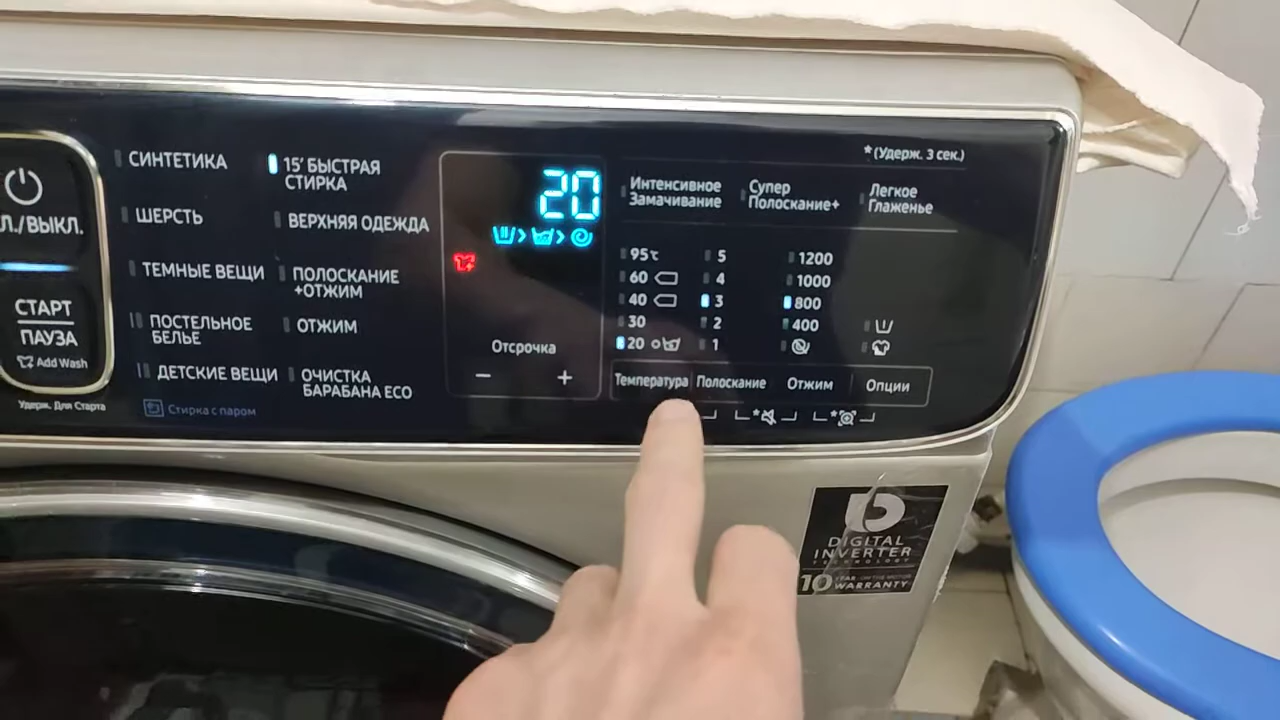 Л./ВЫКЛ.
СТАРТ
ПАУЗА
Add Wash
Удерж. Для Старта
СИНТЕТИКА
ШЕРСТЬ
ТЕМНЫЕ ВЕЩИ
ПОСТЕЛЬНОЕ
БЕЛЬЕ
ДЕТСКИЕ ВЕЩИ
Стирка с паром
15' БЫСТРАЯ
СТИРКА
ВЕРХНЯЯ ОДЕЖДА
ПОЛОСКАНИЕ
+ОТЖИМ
ОТЖИМ
ОЧИСТКА
БАРАБАНА ECO
20
Отсрочка
− +
*(Удерж. 3 сек.)
Интенсивное
Замачивание
Супер
Полоскание+
Легкое
Глаженье
95℃ 5 1200
60 4 1000
40 3 800
30 2 400
20 1
Температура Полоскание Отжим Опции
DIGITAL
INVERTER
TECHNOLOGY
10 YEAR ON THE MOTOR
WARRANTY